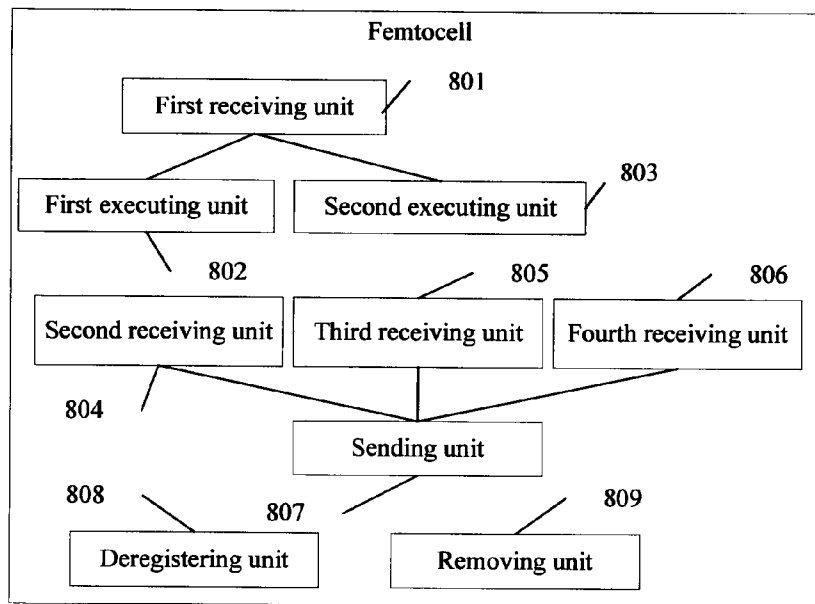 Femtocell
801
First receiving unit
803
First executing unit
Second executing unit
802
805
806
Second receiving unit
Third receiving unit
Fourth receiving unit
804
Sending unit
808
807
809
Deregistering unit
Removing unit